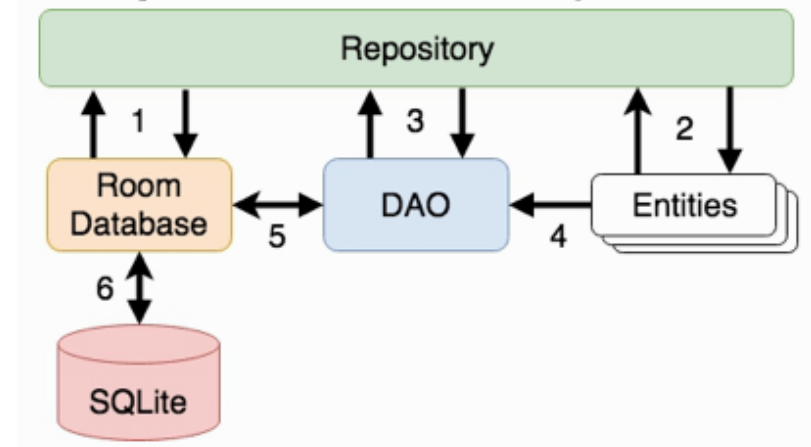 Repository
1
3
2
Room
Database
DAO
Entities
5
4
6
SQLite